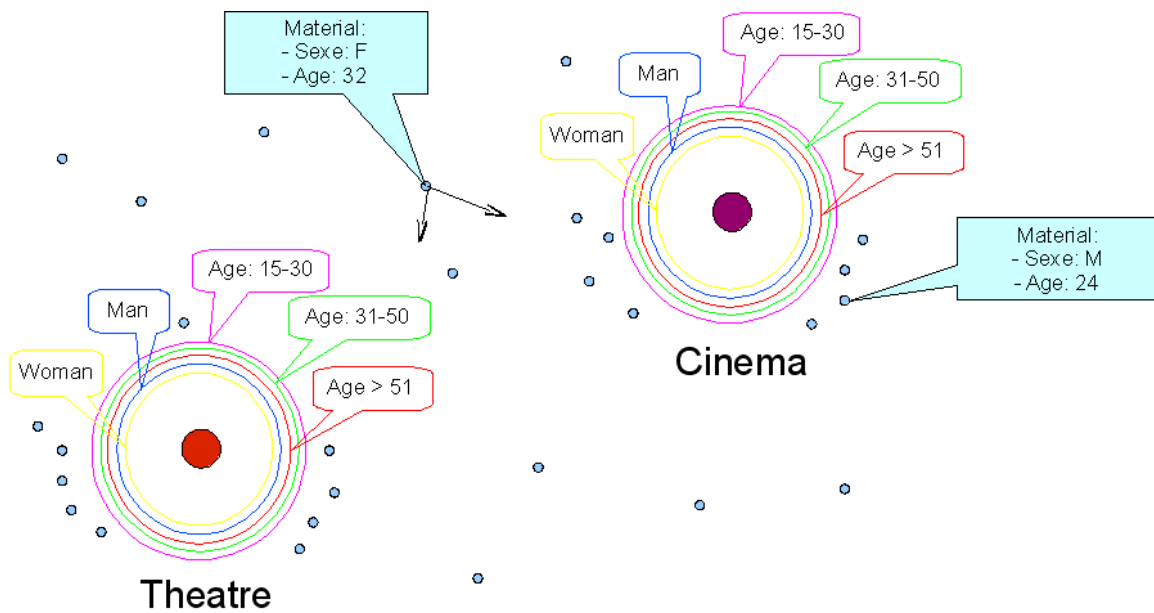 Material:
- Sexe: F
- Age: 32
Age: 15-30
Man
Age: 31-50
Woman
Age > 51
Material:
- Sexe: M
- Age: 24
Cinema
Age: 15-30
Man
Age: 31-50
Woman
Age > 51
Theatre